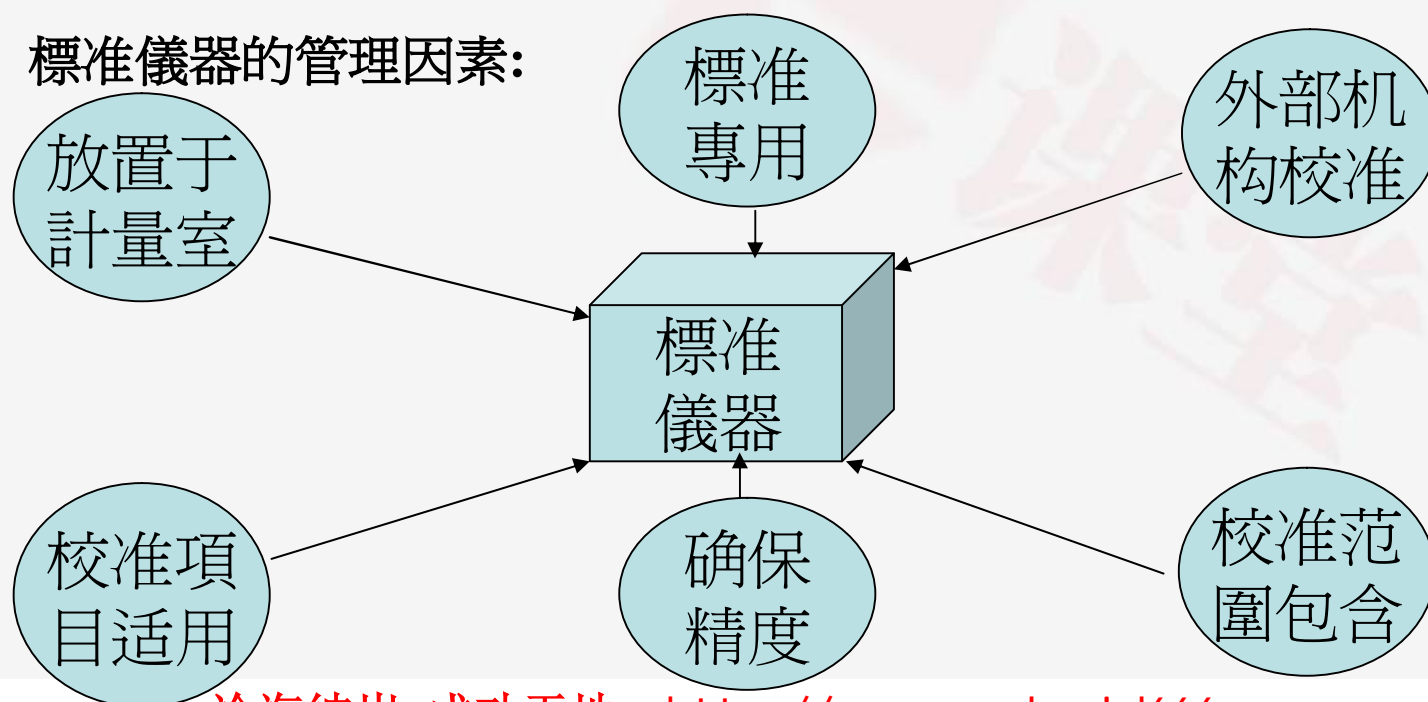 標准儀器的管理因素:
標准
專用
外部机
构校准
放置于
計量室
標准
儀器
校准項
目适用
确保
精度
校准范
圍包含